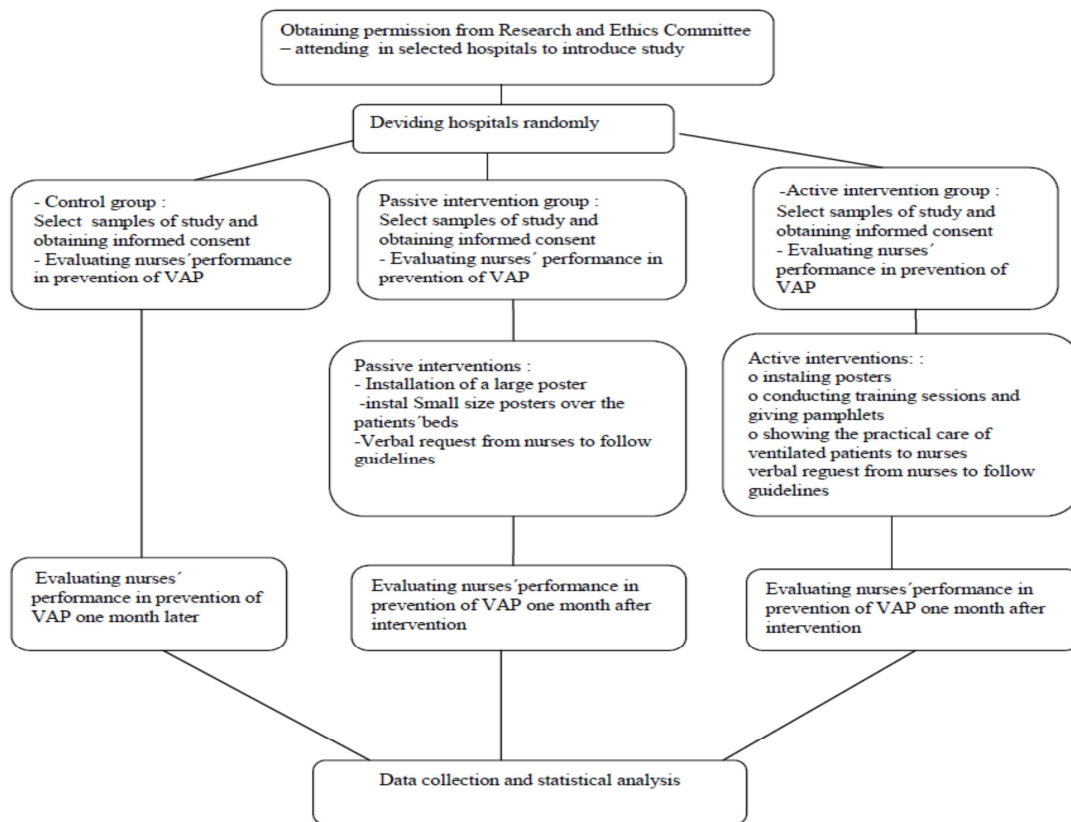 Obtaining permission from Research and Ethics Committee
– attending in selected hospitals to introduce study
Deviding hospitals randomly
- Control group :
Select samples of study and
obtaining informed consent
- Evaluating nurses´performance
in prevention of VAP
Passive intervention group :
Select samples of study and
obtaining informed consent
- Evaluating nurses´ performance in
prevention of VAP
-Active intervention group :
Select samples of study and
obtaining informed consent
- Evaluating nurses´
performance in prevention of
VAP
Passive interventions :
- Installation of a large poster
-instal Small size posters over the
patients´beds
-Verbal request from nurses to follow
guidelines
Active interventions: :
o instaling posters
o conducting training sessions and
giving pamphlets
o showing the practical care of
ventilated patients to nurses
verbal reguest from nurses to follow
guidelines
Evaluating nurses´
performance in prevention of
VAP one month later
Evaluating nurses´performance in
prevention of VAP one month after
intervention
Evaluating nurses´performance in
prevention of VAP one month after
intervention
Data collection and statistical analysis